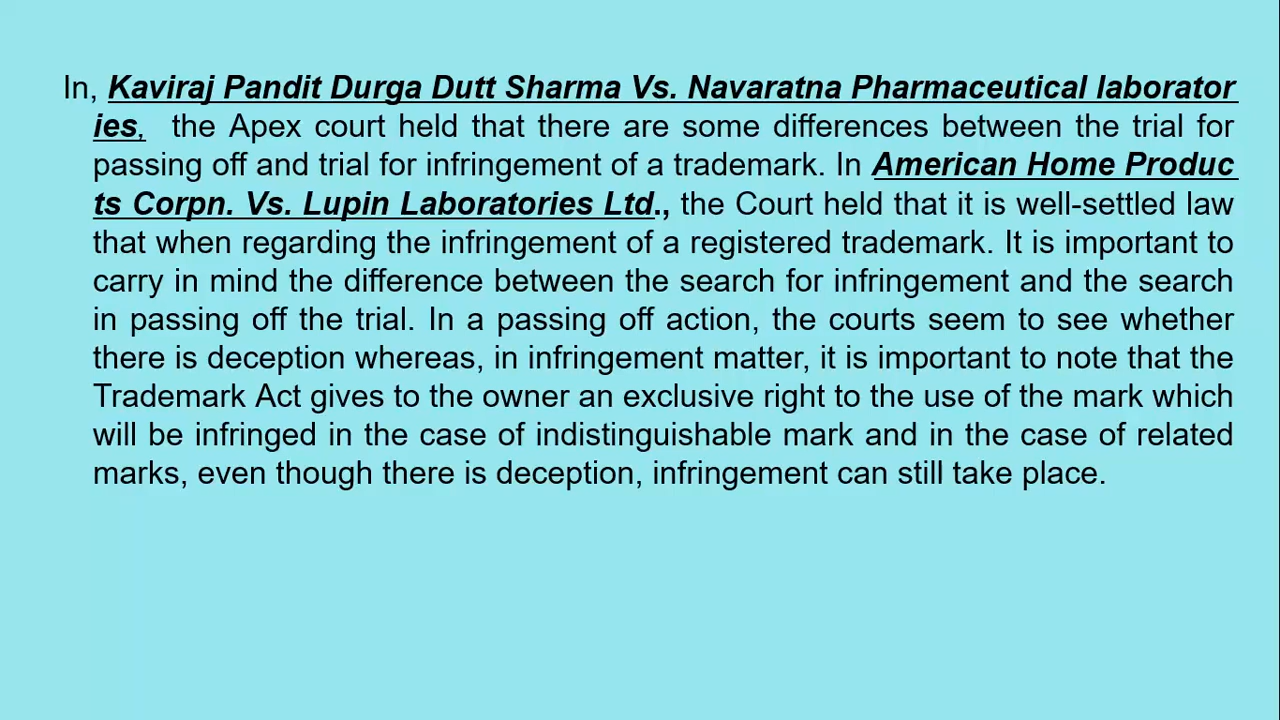 In, Kaviraj Pandit Durga Dutt Sharma Vs. Navaratna Pharmaceutical laborator
ies, the Apex court held that there are some differences between the trial for
passing off and trial for infringement of a trademark. In American Home Produc
ts Corpn. Vs. Lupin Laboratories Ltd., the Court held that it is well-settled law
that when regarding the infringement of a registered trademark. It is important to
carry in mind the difference between the search for infringement and the search
in passing off the trial. In a passing off action, the courts seem to see whether
there is deception whereas, in infringement matter, it is important to note that the
Trademark Act gives to the owner an exclusive right to the use of the mark which
will be infringed in the case of indistinguishable mark and in the case of related
marks, even though there is deception, infringement can still take place.